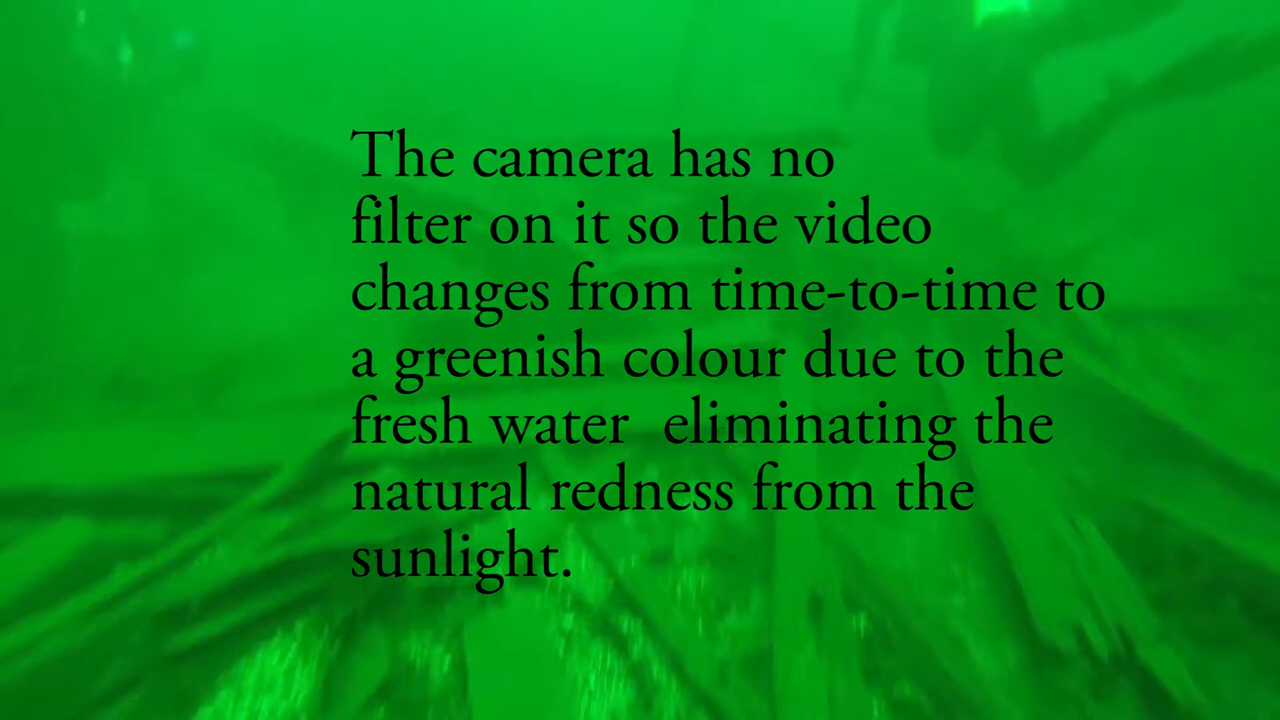 The camera has no
filter on it so the video
changes from time-to-time to
a greenish colour due to the
fresh water  eliminating the
natural redness from the
sunlight.